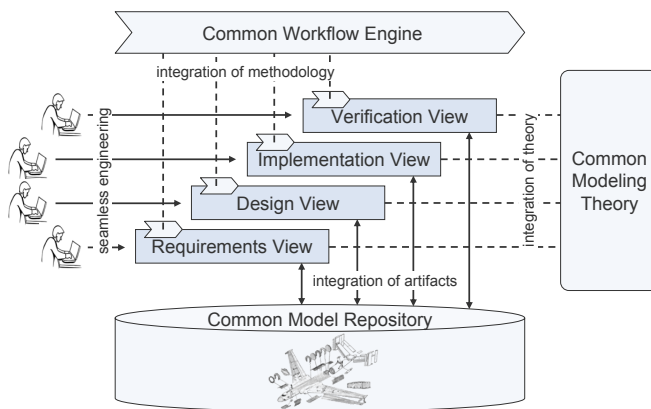 Common Workflow Engine
integration of methodology
seamless engineering
Verification View
Implementation View
Design View
Requirements View
integration of theory
Common
Modeling
Theory
integration of artifacts
Common Model Repository